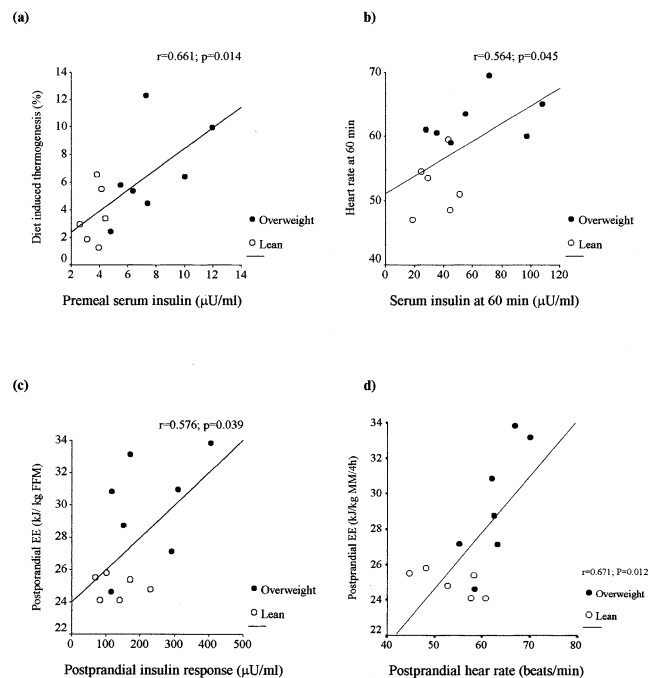 (a)
r=0.661; p=0.014
Diet induced thermogenesis (%)
14
12
10
8
6
4
2
0
2 4 6 8 10 12 14
Overweight
Lean
Premeal serum insulin (μU/ml)
b)
r=0.564; p=0.045
Heart rate at 60 min
70
60
50
40
0 20 40 60 80 100 120
Overweight
Lean
Serum insulin at 60 min (μU/ml)
(c)
r=0.576; p=0.039
Postporandial EE (kJ/ kg FFM)
34
32
30
28
26
24
22
0 100 200 300 400 500
Overweight
Lean
Postprandial insulin response (μU/ml)
d)
Postprandial EE (kJ/kg MM/4h)
34
31
28
26
24
22
40 50 60 70 80
r=0.671; P=0.012
Overweight
Lean
Postprandial hear rate (beats/min)